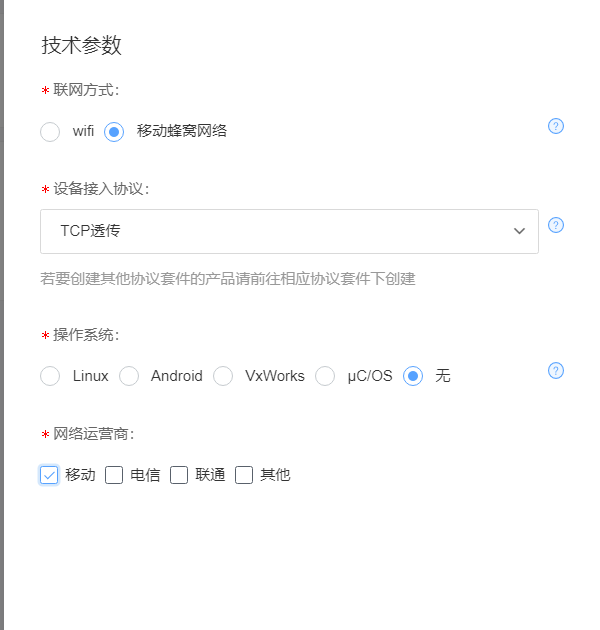 技术参数
* 联网方式：
wifi 移动蜂窝网络 ?
* 设备接入协议：
TCP透传 ?
若要创建其他协议套件的产品请前往相应协议套件下创建
* 操作系统：
Linux Android VxWorks μC/OS 无 ?
* 网络运营商：
移动 电信 联通 其他